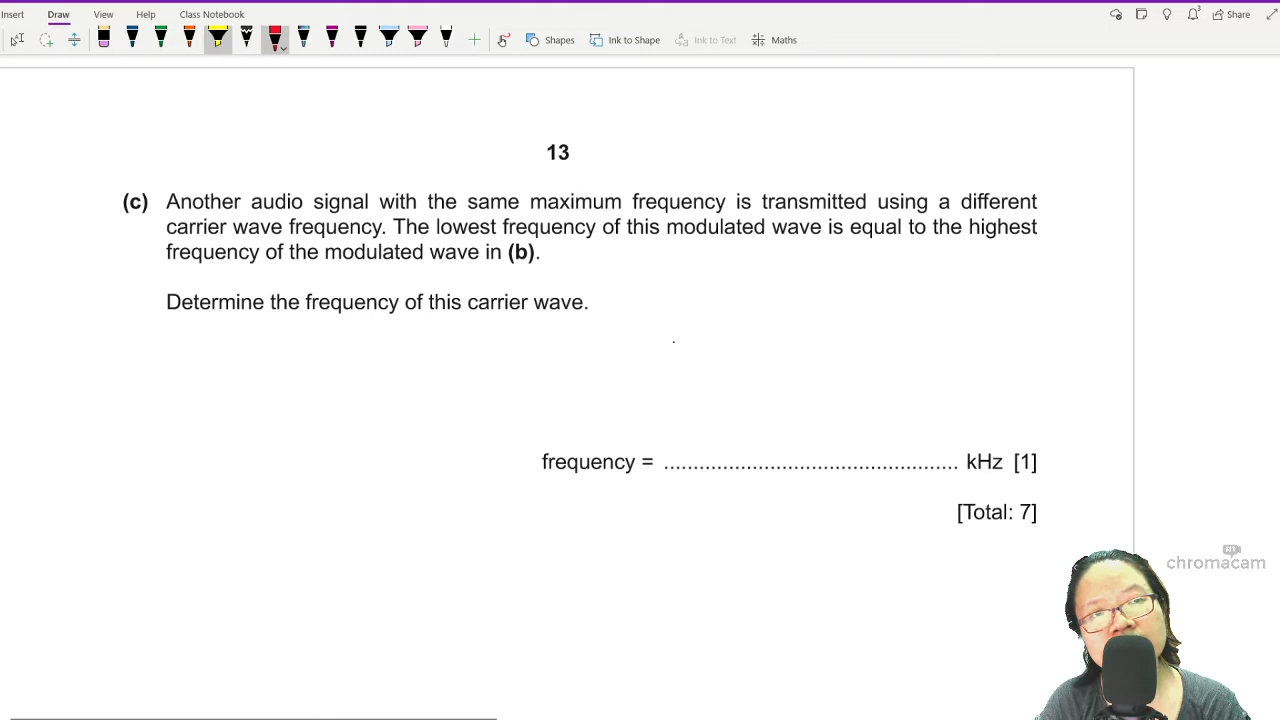 Insert Draw View Help Class Notebook
3 Share
Shapes Ink to Shape Ink to Text Maths
13
(c) Another audio signal with the same maximum frequency is transmitted using a different
carrier wave frequency. The lowest frequency of this modulated wave is equal to the highest
frequency of the modulated wave in (b).
Determine the frequency of this carrier wave.
frequency = .................................................. kHz [1]
[Total: 7]
chromacam